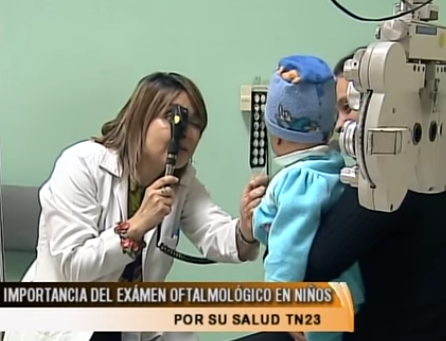 IMPORTANCIA DEL EXÁMEN OFTALMOLÓGICO EN NIÑOS
POR SU SALUD TN23